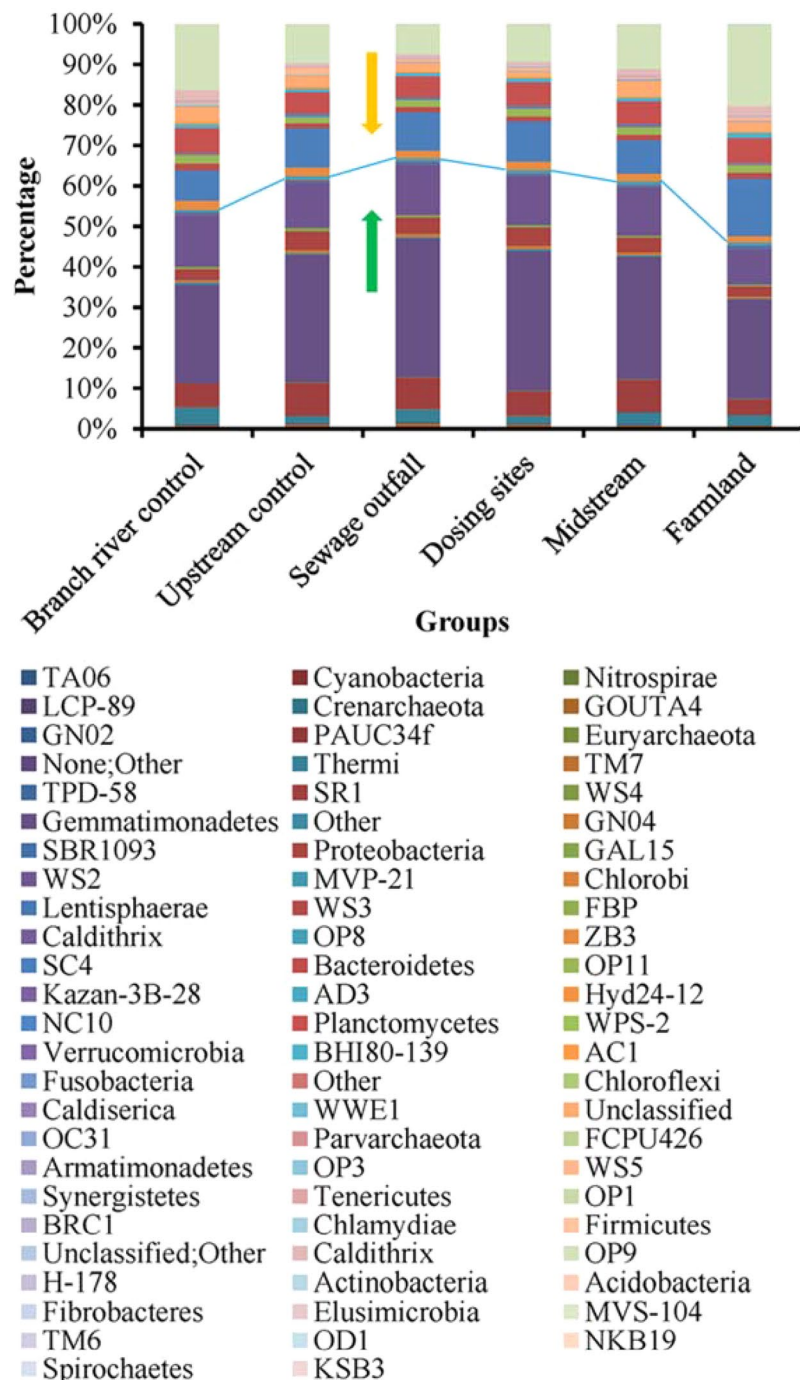 100%
90%
80%
70%
60%
50%
40%
30%
20%
10%
0%
Percentage
Branch river control
Upstream control
Sewage outfall
Dosing sites
Midstream
Farmland
Groups
TA06 Cyanobacteria Nitrospirae
LCP-89 Crenarchaeota GOUTA4
GN02 PAUC34f Euryarchaeota
None;Other Thermi TM7
TPD-58 SR1 WS4
Gemmatimonadetes Other GN04
SBR1093 Proteobacteria GAL15
WS2 MVP-21 Chlorobi
Lentisphaerae WS3 FBP
Caldithrix OP8 ZB3
SC4 Bacteroidetes OP11
Kazan-3B-28 AD3 Hyd24-12
NC10 Planctomycetes WPS-2
Verrucomicrobia BHI80-139 AC1
Fusobacteria Other Chloroflexi
Caldiserica WWE1 Unclassified
OC31 Parvarchaeota FCPU426
Armatimonadetes OP3 WS5
Synergistetes Tenericutes OP1
BRC1 Chlamydiae Firmicutes
Unclassified;Other Caldithrix OP9
H-178 Actinobacteria Acidobacteria
Fibrobacteres Elusimicrobia MVS-104
TM6 OD1 NKB19
Spirochaetes KSB3